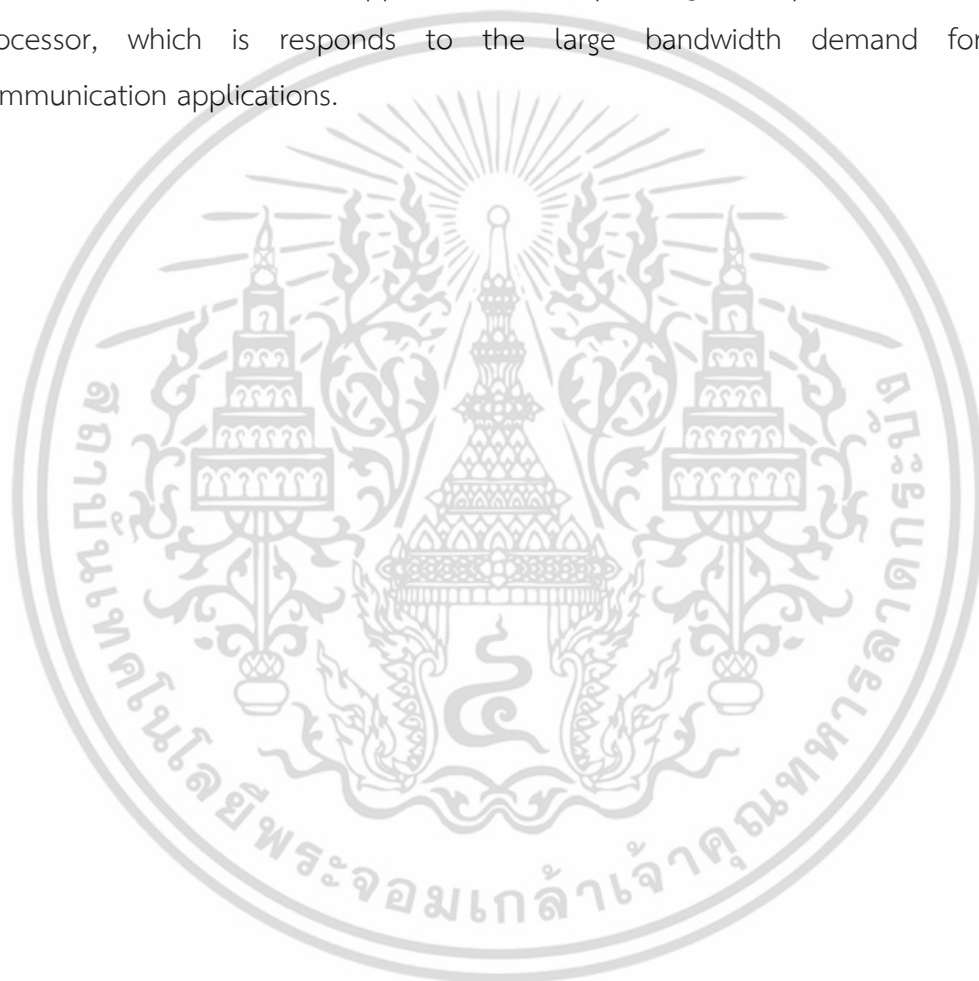 ocessor, which is responds to the large bandwidth demand for
mmunication applications.
สถาบันเทคโนโลยีพระจอมเกล้าเจ้าคุณทหารลาดกระบัง
๔